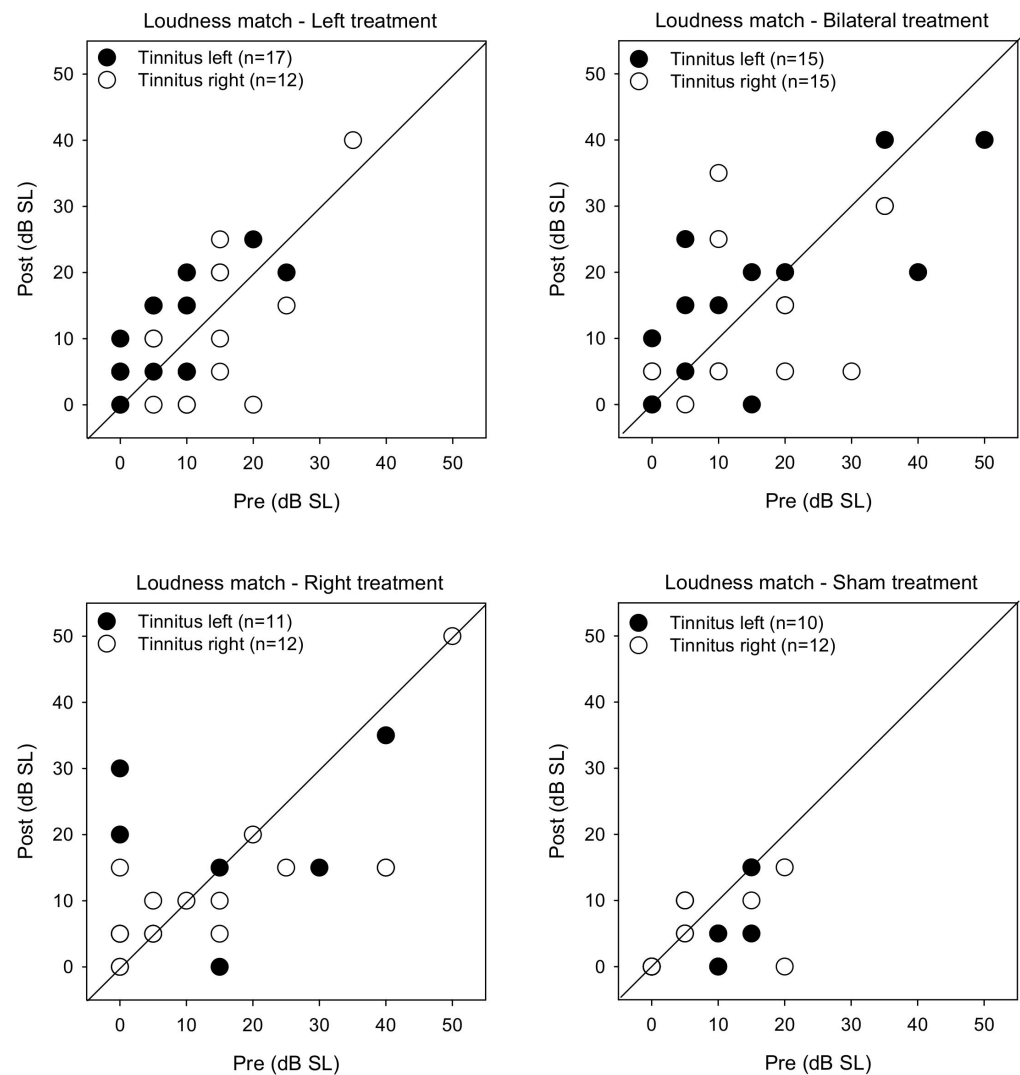 Loudness match - Left treatment
Tinnitus left (n=17)
Tinnitus right (n=12)
50
40
30
20
10
0
Post (dB SL)
0 10 20 30 40 50
Pre (dB SL)
Loudness match - Bilateral treatment
Tinnitus left (n=15)
Tinnitus right (n=15)
50
40
30
20
10
0
Post (dB SL)
0 10 20 30 40 50
Pre (dB SL)
Loudness match - Right treatment
Tinnitus left (n=11)
Tinnitus right (n=12)
50
40
30
20
10
0
Post (dB SL)
0 10 20 30 40 50
Pre (dB SL)
Loudness match - Sham treatment
Tinnitus left (n=10)
Tinnitus right (n=12)
50
40
30
20
10
0
Post (dB SL)
0 10 20 30 40 50
Pre (dB SL)